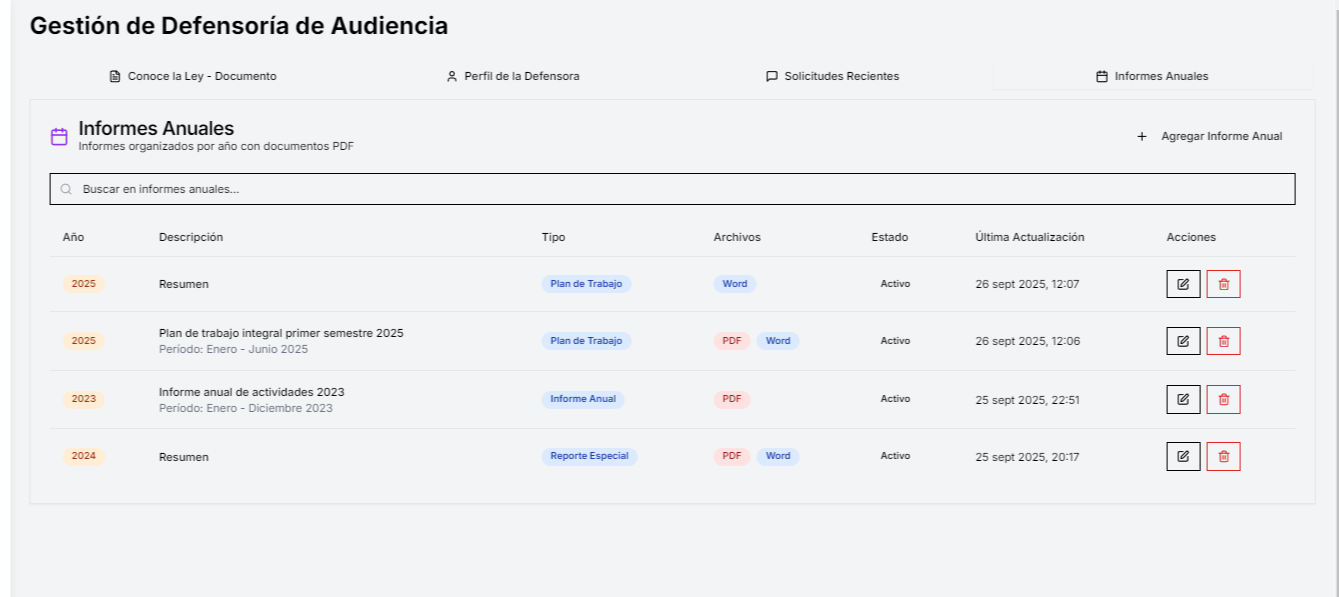 Gestión de Defensoría de Audiencia
Conoce la Ley - Documento Perfil de la Defensora Solicitudes Recientes Informes Anuales
Informes Anuales
Informes organizados por año con documentos PDF
+ Agregar Informe Anual
Buscar en informes anuales...
Año Descripción Tipo Archivos Estado Última Actualización Acciones
2025 Resumen Plan de Trabajo Word Activo 26 sept 2025, 12:07
2025 Plan de trabajo integral primer semestre 2025 Plan de Trabajo PDF Word Activo 26 sept 2025, 12:06
Período: Enero - Junio 2025
2023 Informe anual de actividades 2023 Informe Anual PDF Activo 25 sept 2025, 22:51
Período: Enero - Diciembre 2023
2024 Resumen Reporte Especial PDF Word Activo 25 sept 2025, 20:17